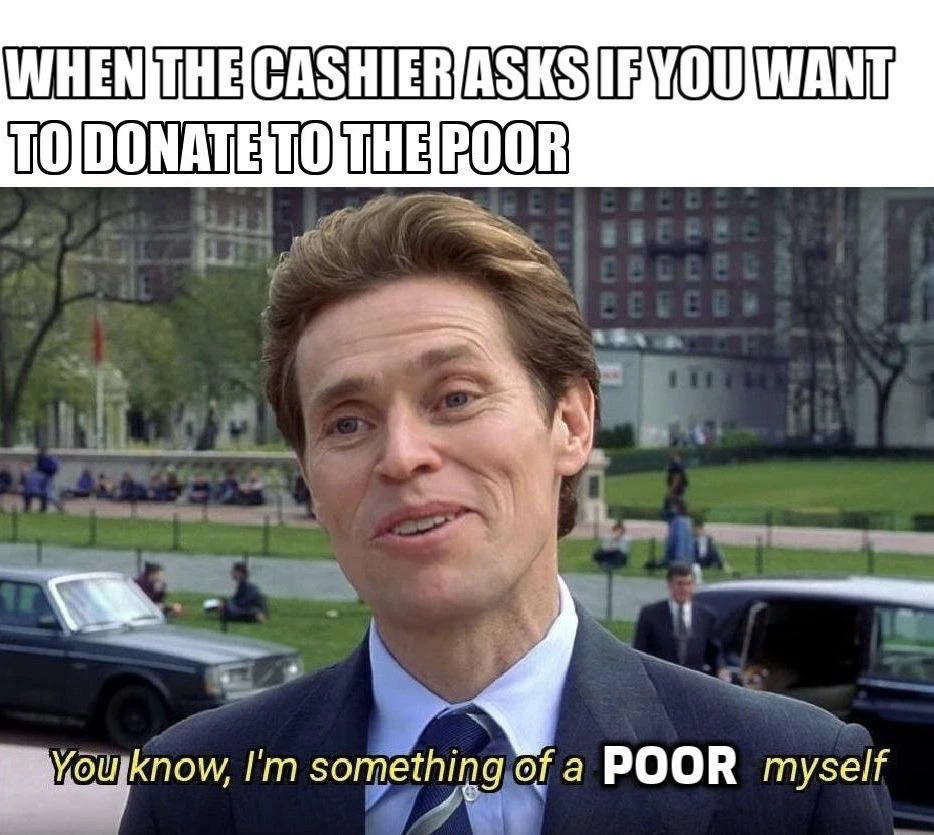 WHEN THE CASHIER ASKS IF YOU WANT
TO DONATE TO THE POOR
You know, I'm something of a POOR myself